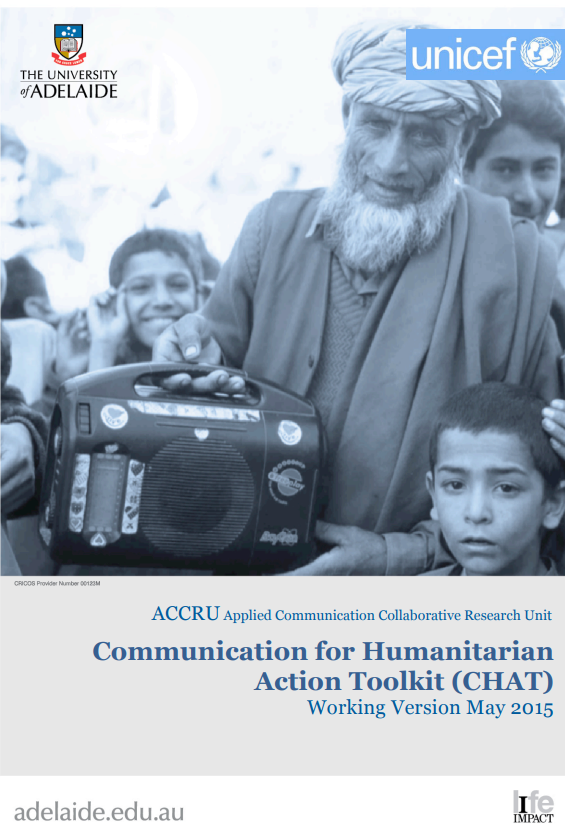 THE UNIVERSITY
of ADELAIDE
unicef
CRICOS Provider Number 00123M
ACCRU Applied Communication Collaborative Research Unit
Communication for Humanitarian
Action Toolkit (CHAT)
Working Version May 2015
adelaide.edu.au
life
IMPACT